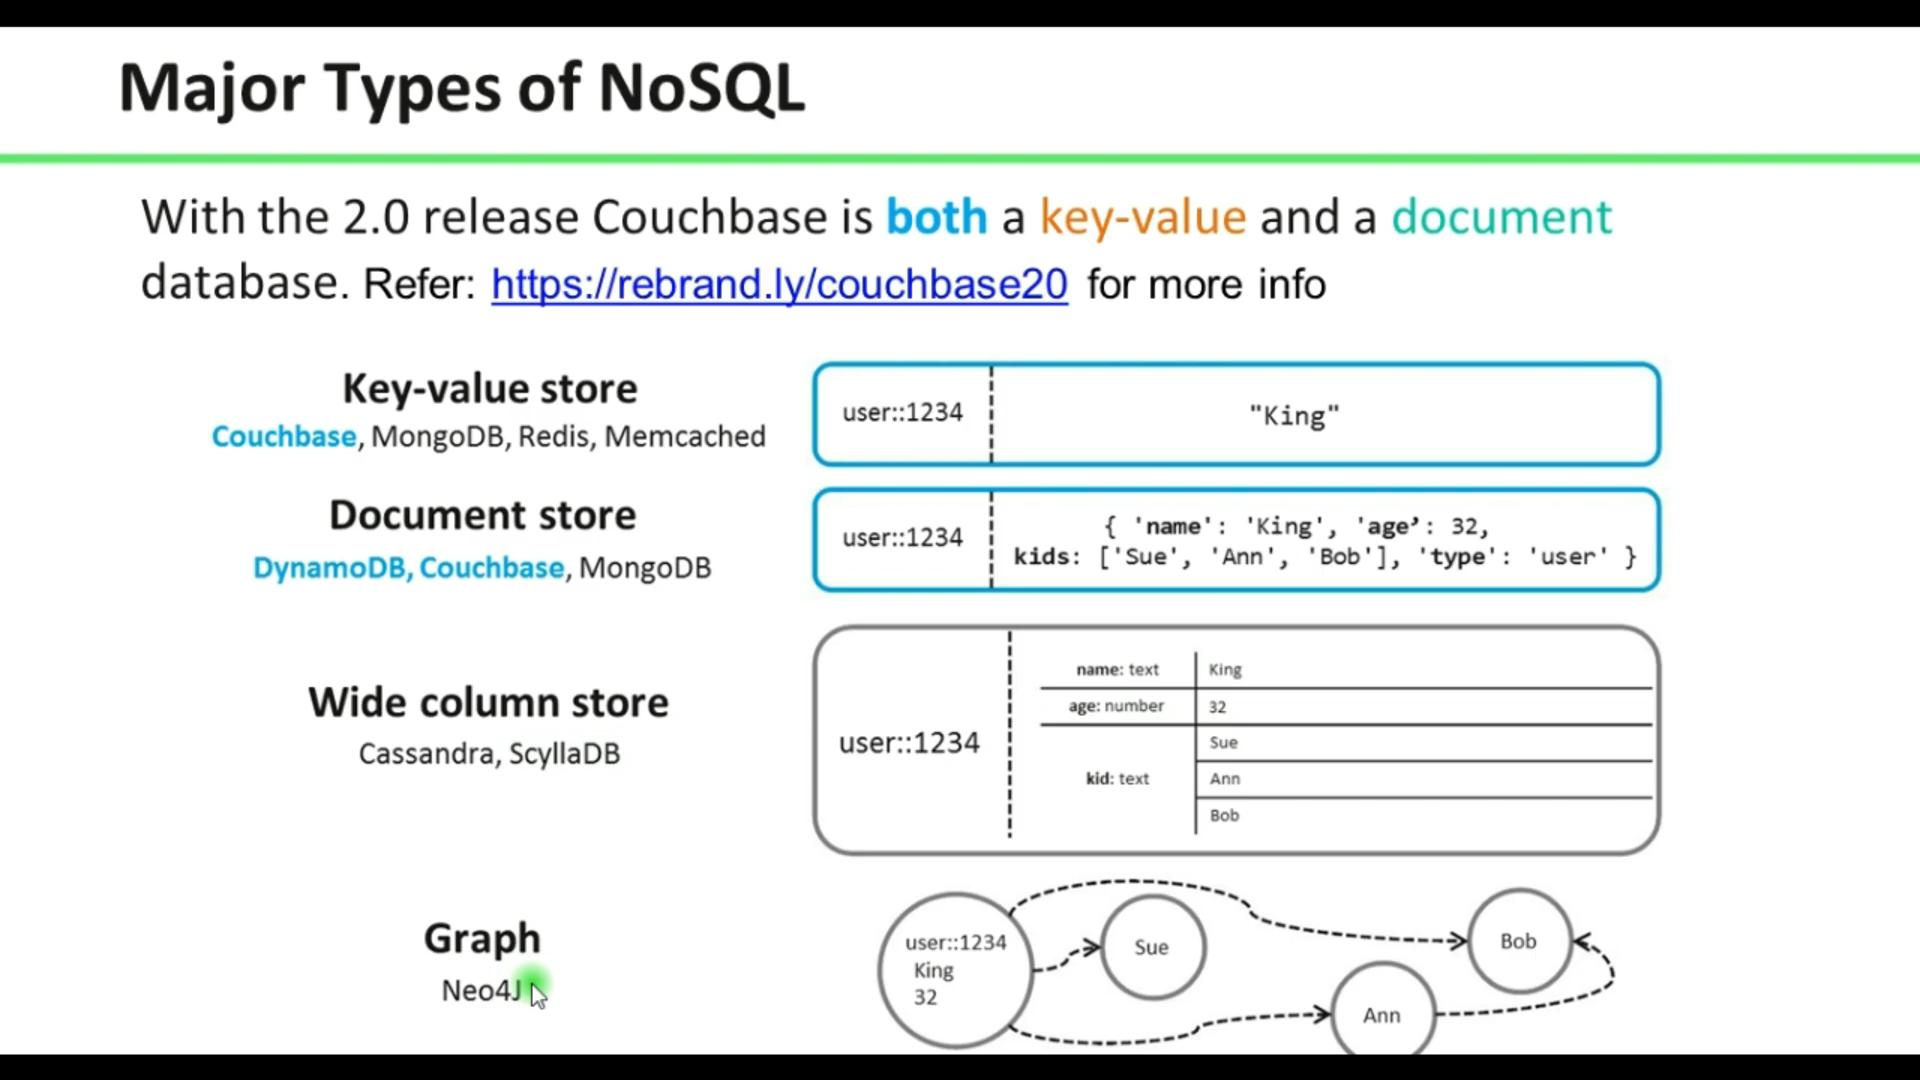 Major Types of NoSQL
With the 2.0 release Couchbase is both a key-value and a document
database. Refer: https://rebrand.ly/couchbase20 for more info
Key-value store
Couchbase, MongoDB, Redis, Memcached
user::1234
"King"
Document store
DynamoDB, Couchbase, MongoDB
user::1234
{ 'name': 'King', 'age’: 32,
kids: ['Sue', 'Ann', 'Bob'], 'type': 'user' }
Wide column store
Cassandra, ScyllaDB
user::1234
name: text
King
age: number
32
kid: text
Sue
Ann
Bob
Graph
Neo4J
user::1234
King
32
Sue
Bob
Ann